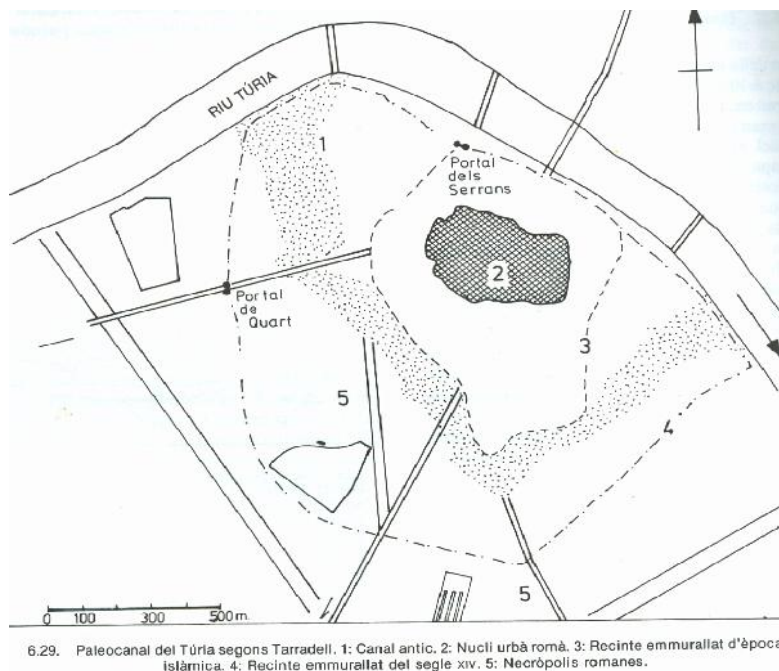 RIU TÚRIA
1
Portal
dels
Serrans
2
Portal
de
Quart
3
5
4
5
0 100 300 500 m.
6.29. Paleocanal del Túria segons Tarradell. 1: Canal antic. 2: Nucli urbà romà. 3: Recinte emmurallat d'època
islàmica. 4: Recinte emmurallat del segle XIV. 5: Necròpolis romanes.